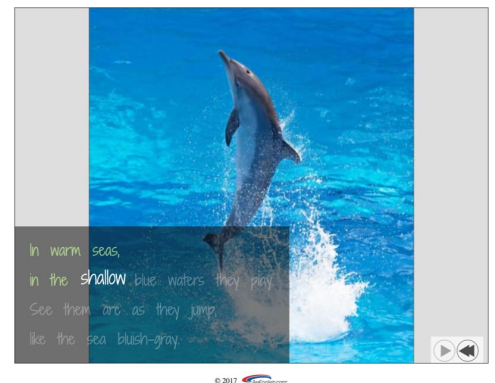 In warm seas,
in the shallow blue waters they play.
See them are as they jump,
like the sea bluish-gray.
© 2017